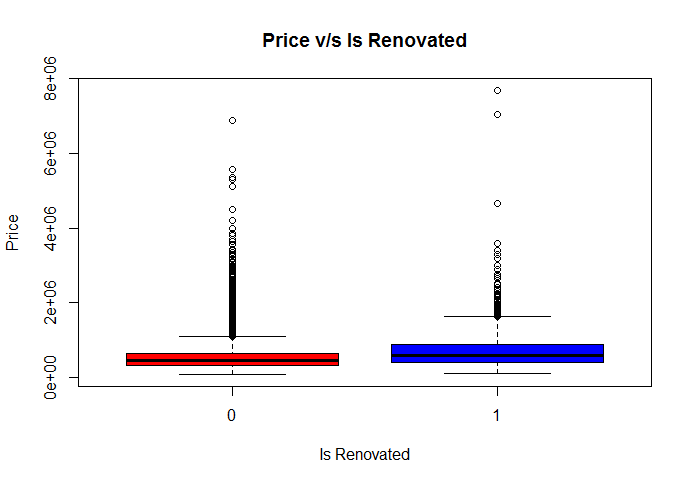 Price v/s Is Renovated
8e+06
6e+06
4e+06
2e+06
0e+00
Price
0 1
Is Renovated